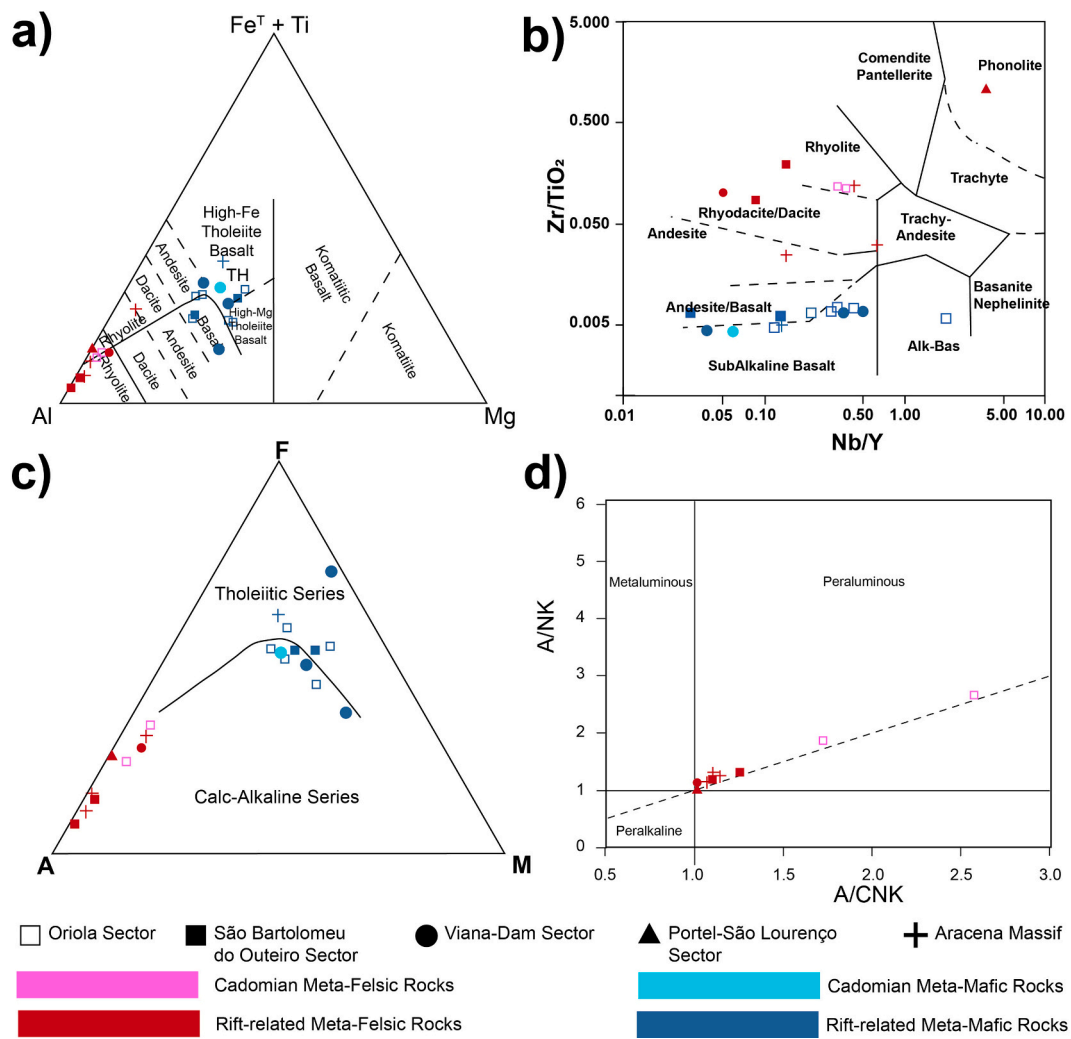 a)
Feᵀ + Ti
High-Fe
Tholeiite
Basalt
TH
Andesite
Dacite
Rhyolite
Komatiitic
Basalt
Komatiite
High-Mg
Tholeiite
Basalt
Basalt
Andesite
Dacite
Rhyolite
Al
Mg
b)
5.000
0.500
0.050
0.005
Zr/TiO₂
Comendite
Pantellerite
Phonolite
Rhyolite
Trachyte
Rhyodacite/Dacite
Andesite
Trachy-
Andesite
Andesite/Basalt
Basanite
Nephelinite
SubAlkaline Basalt
Alk-Bas
0.01
0.05
0.10
0.50
1.00
5.00
10.00
Nb/Y
c)
F
Tholeiitic Series
Calc-Alkaline Series
A
M
d)
6
5
4
3
2
1
0
A/NK
Metaluminous
Peraluminous
Peralkaline
0.5
1.0
1.5
2.0
2.5
3.0
A/CNK
Oriola Sector
São Bartolomeu
do Outeiro Sector
Viana-Dam Sector
Portel-São Lourenço
Sector
Aracena Massif
Cadomian Meta-Felsic Rocks
Cadomian Meta-Mafic Rocks
Rift-related Meta-Felsic Rocks
Rift-related Meta-Mafic Rocks